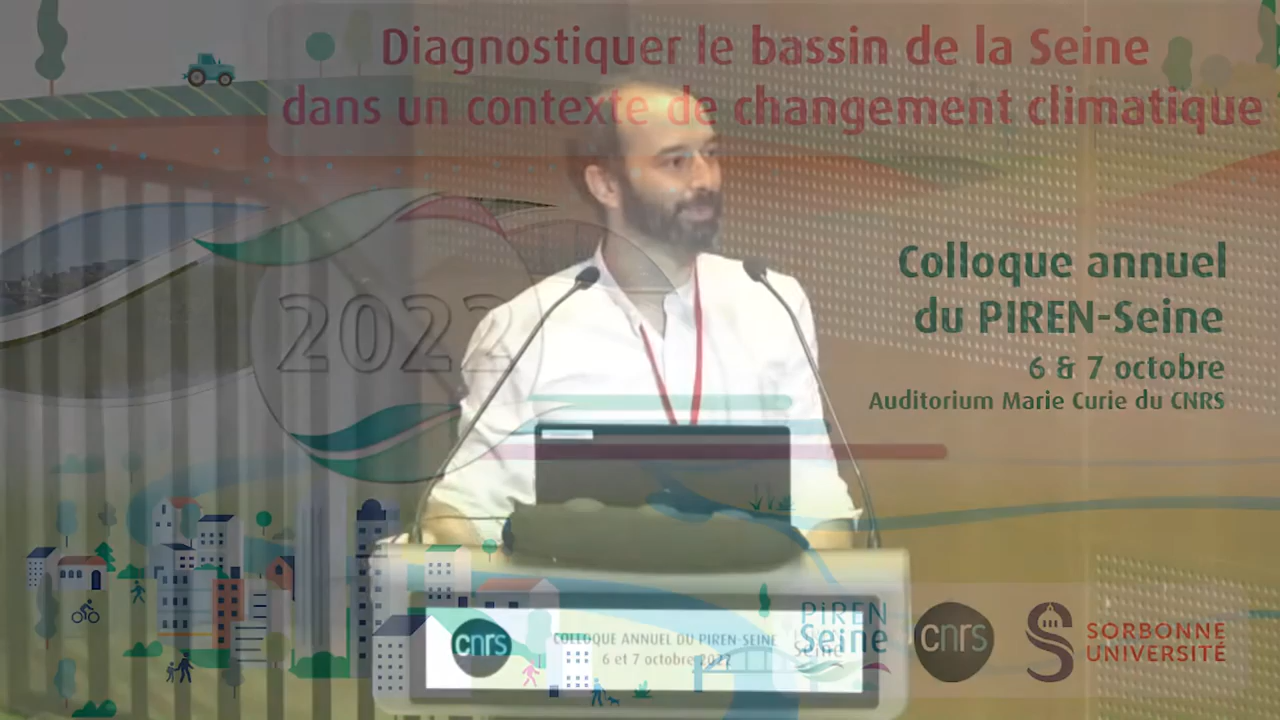 Diagnostiquer le bassin de la Seine
dans un contexte de changement climatique
2022
Colloque annuel
du PIREN-Seine
6 & 7 octobre
Auditorium Marie Curie du CNRS
cnrs
COLLOQUE ANNUEL DU PIREN-SEINE
6 et 7 octobre 2022
Seine
PIREN
Seine
cnrs
S
SORBONNE
UNIVERSITÉ